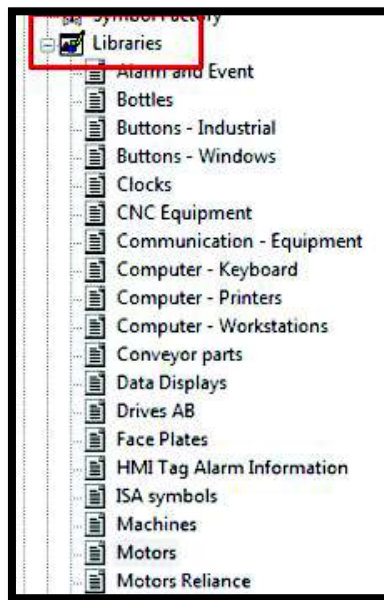 Symbol Factory
Libraries
Alarm and Event
Bottles
Buttons - Industrial
Buttons - Windows
Clocks
CNC Equipment
Communication - Equipment
Computer - Keyboard
Computer - Printers
Computer - Workstations
Conveyor parts
Data Displays
Drives AB
Face Plates
HMI Tag Alarm Information
ISA symbols
Machines
Motors
Motors Reliance